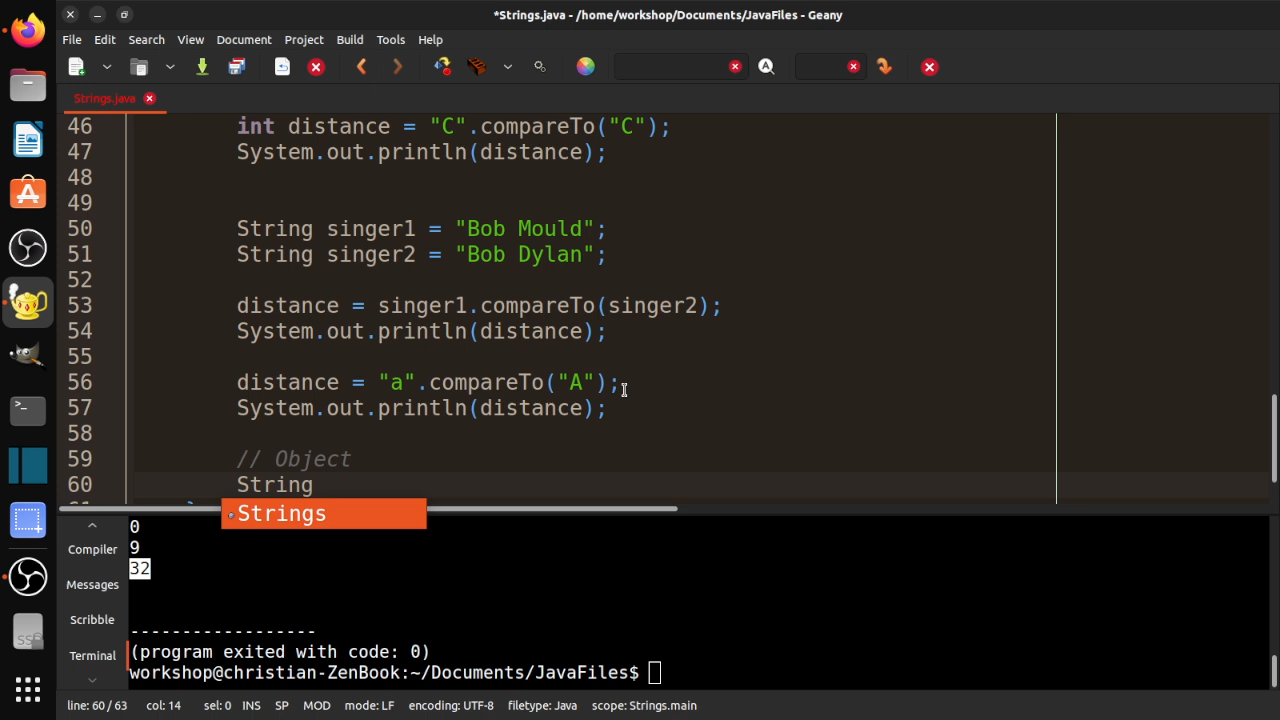 *Strings.java - /home/workshop/Documents/JavaFiles - Geany
File Edit Search View Document Project Build Tools Help
Strings.java
46 int distance = "C".compareTo("C");
47 System.out.println(distance);
48
49
50 String singer1 = "Bob Mould";
51 String singer2 = "Bob Dylan";
52
53 distance = singer1.compareTo(singer2);
54 System.out.println(distance);
55
56 distance = "a".compareTo("A");
57 System.out.println(distance);
58
59 // Object
60 String
Strings
Compiler
Messages
Scribble
Terminal
0
9
32
------------------
(program exited with code: 0)
workshop@christian-ZenBook:~/Documents/JavaFiles$
line: 60 / 63 col: 14 sel: 0 INS SP MOD mode: LF encoding: UTF-8 filetype: Java scope: Strings.main